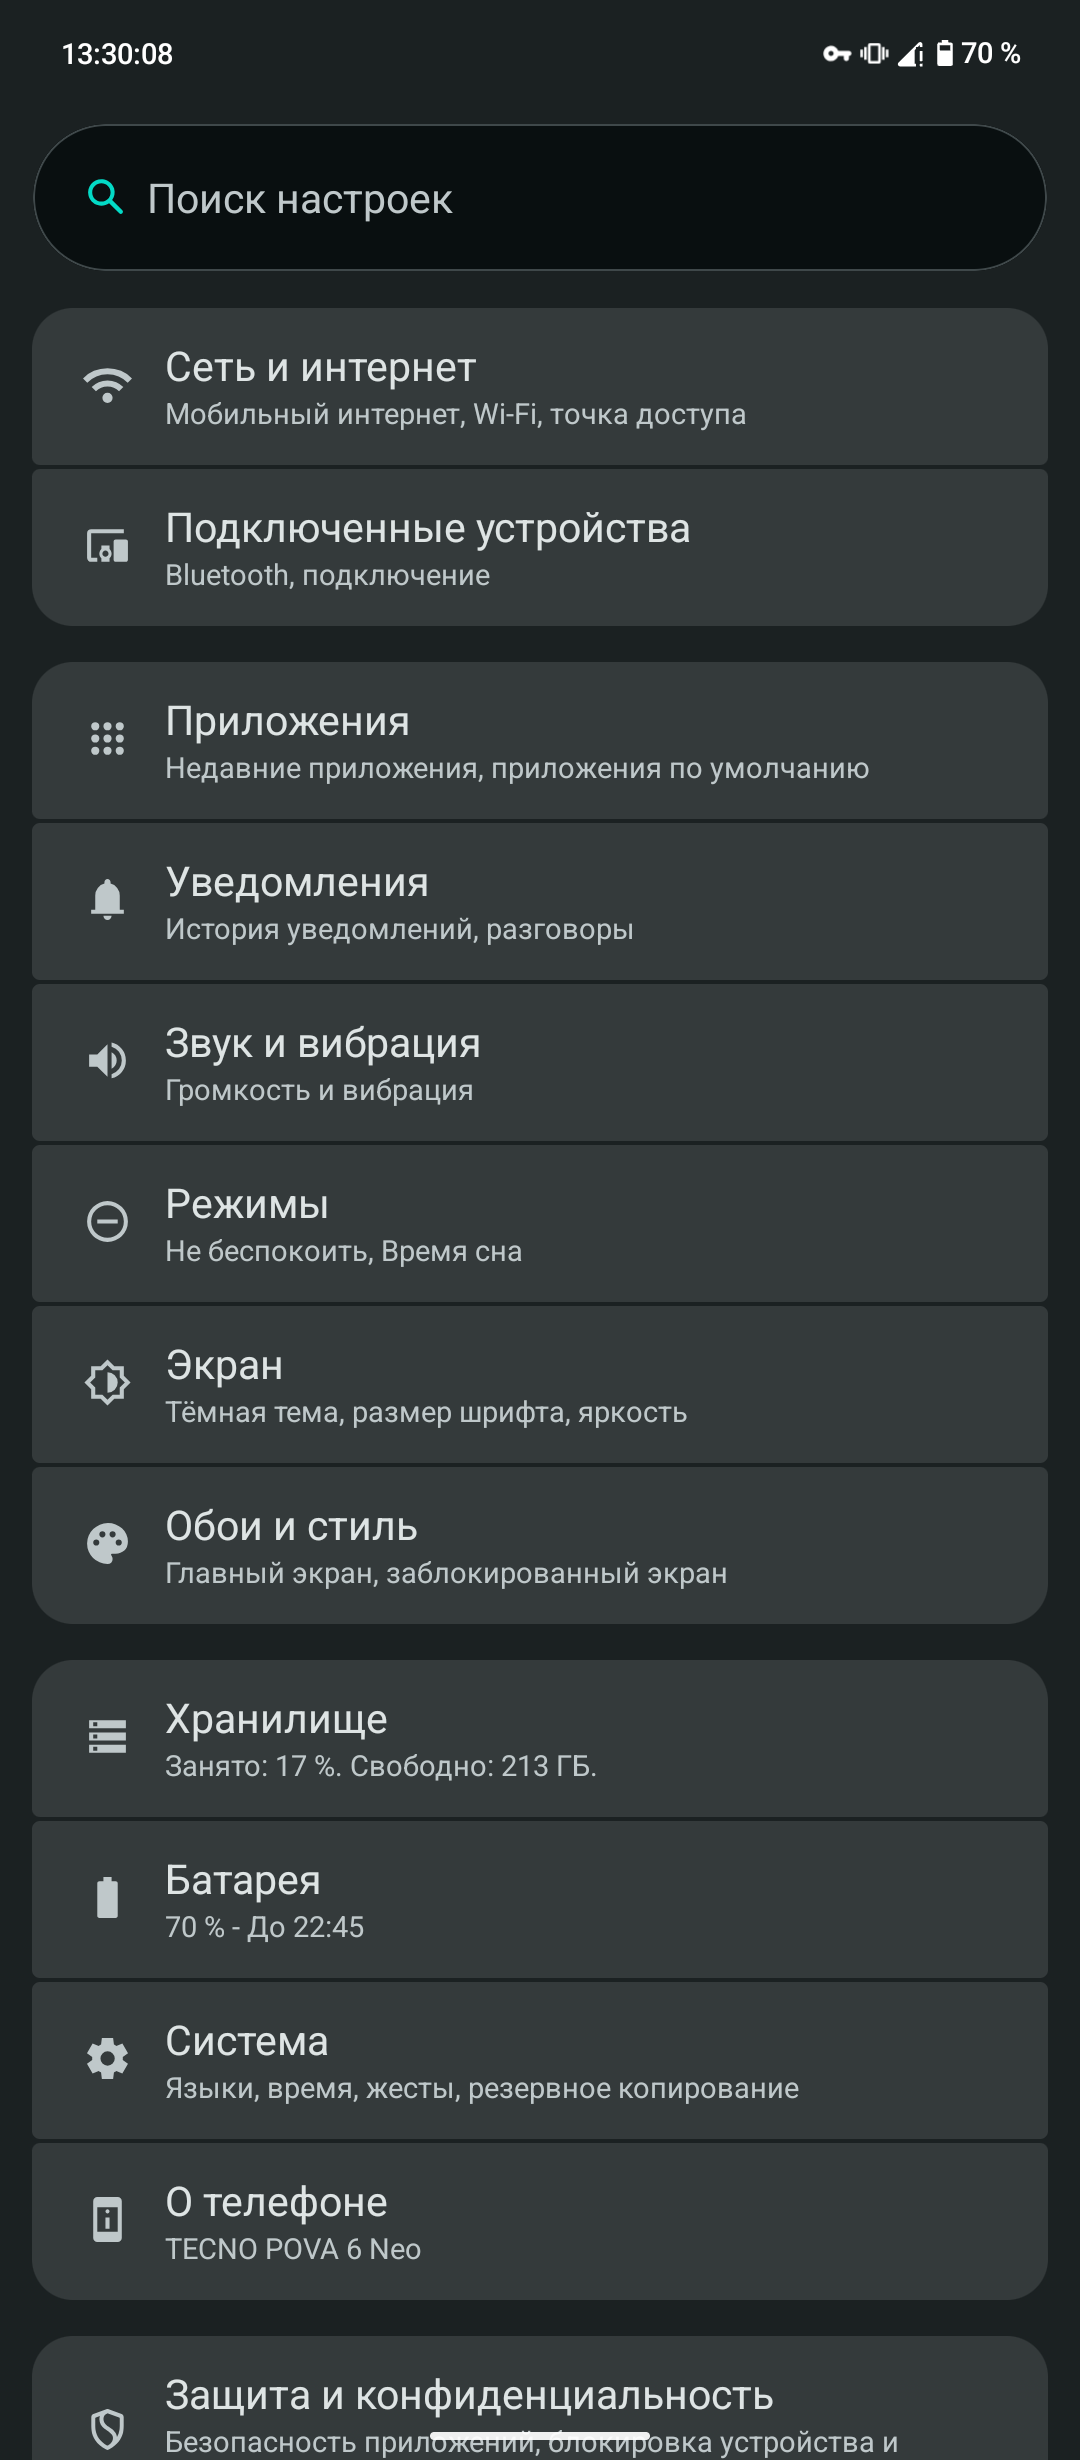 13:30:08
70 %
Поиск настроек
Сеть и интернет
Мобильный интернет, Wi-Fi, точка доступа
Подключенные устройства
Bluetooth, подключение
Приложения
Недавние приложения, приложения по умолчанию
Уведомления
История уведомлений, разговоры
Звук и вибрация
Громкость и вибрация
Режимы
Не беспокоить, Время сна
Экран
Тёмная тема, размер шрифта, яркость
Обои и стиль
Главный экран, заблокированный экран
Хранилище
Занято: 17 %. Свободно: 213 ГБ.
Батарея
70 % - До 22:45
Система
Языки, время, жесты, резервное копирование
О телефоне
TECNO POVA 6 Neo
Защита и конфиденциальность
Безопасность приложений, блокировка устройства и